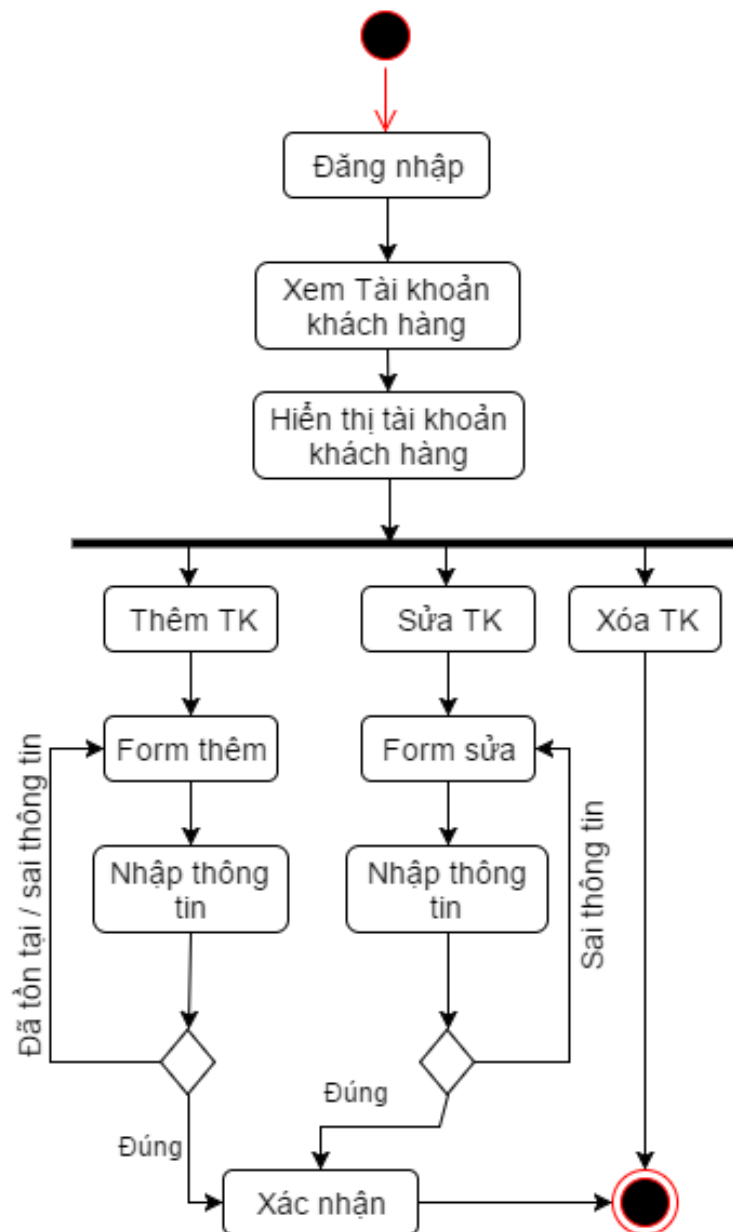 Đăng nhập
Xem Tài khoản
khách hàng
Hiển thị tài khoản
khách hàng
Thêm TK
Sửa TK
Xóa TK
Form thêm
Form sửa
Đã tồn tại / sai thông tin
Sai thông tin
Nhập thông
tin
Nhập thông
tin
Đúng
Đúng
Xác nhận